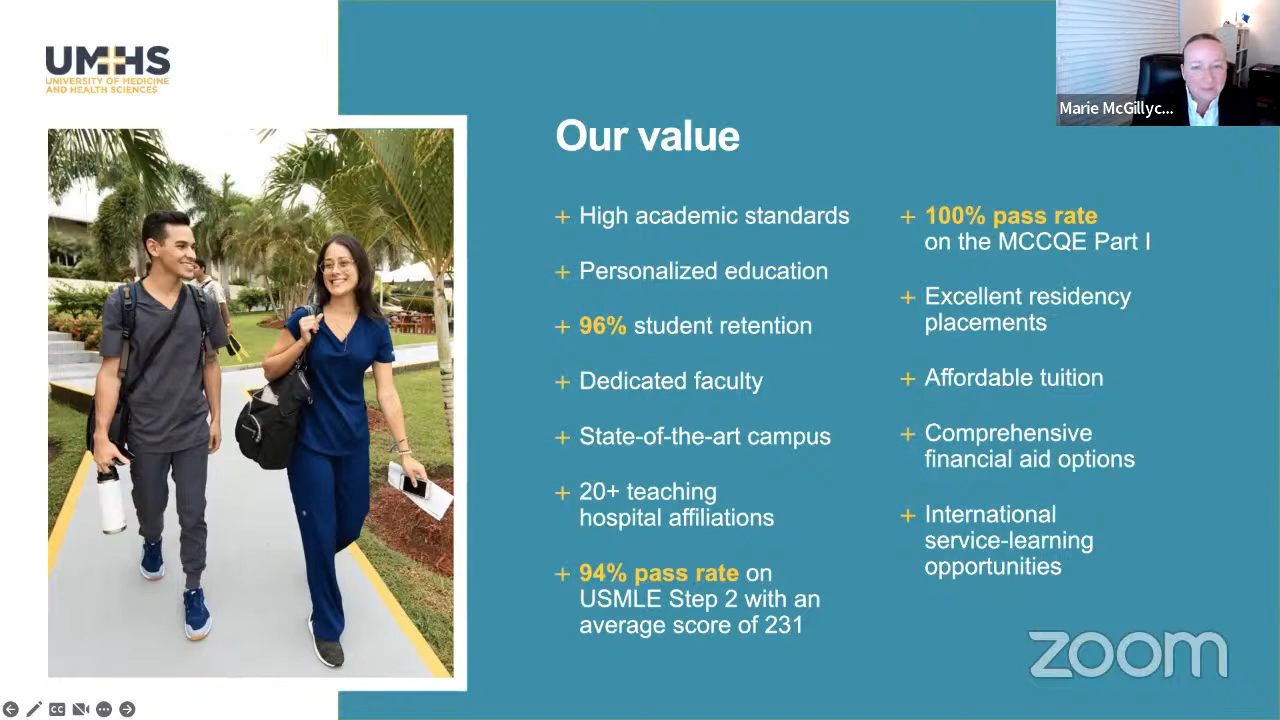 UMHS
UNIVERSITY OF MEDICINE
AND HEALTH SCIENCES
Marie McGillyc...
Our value
+ High academic standards
+ Personalized education
+ 96% student retention
+ Dedicated faculty
+ State-of-the-art campus
+ 20+ teaching
hospital affiliations
+ 94% pass rate on
USMLE Step 2 with an
average score of 231
+ 100% pass rate
on the MCCQE Part I
+ Excellent residency
placements
+ Affordable tuition
+ Comprehensive
financial aid options
+ International
service-learning
opportunities
zoom
CC